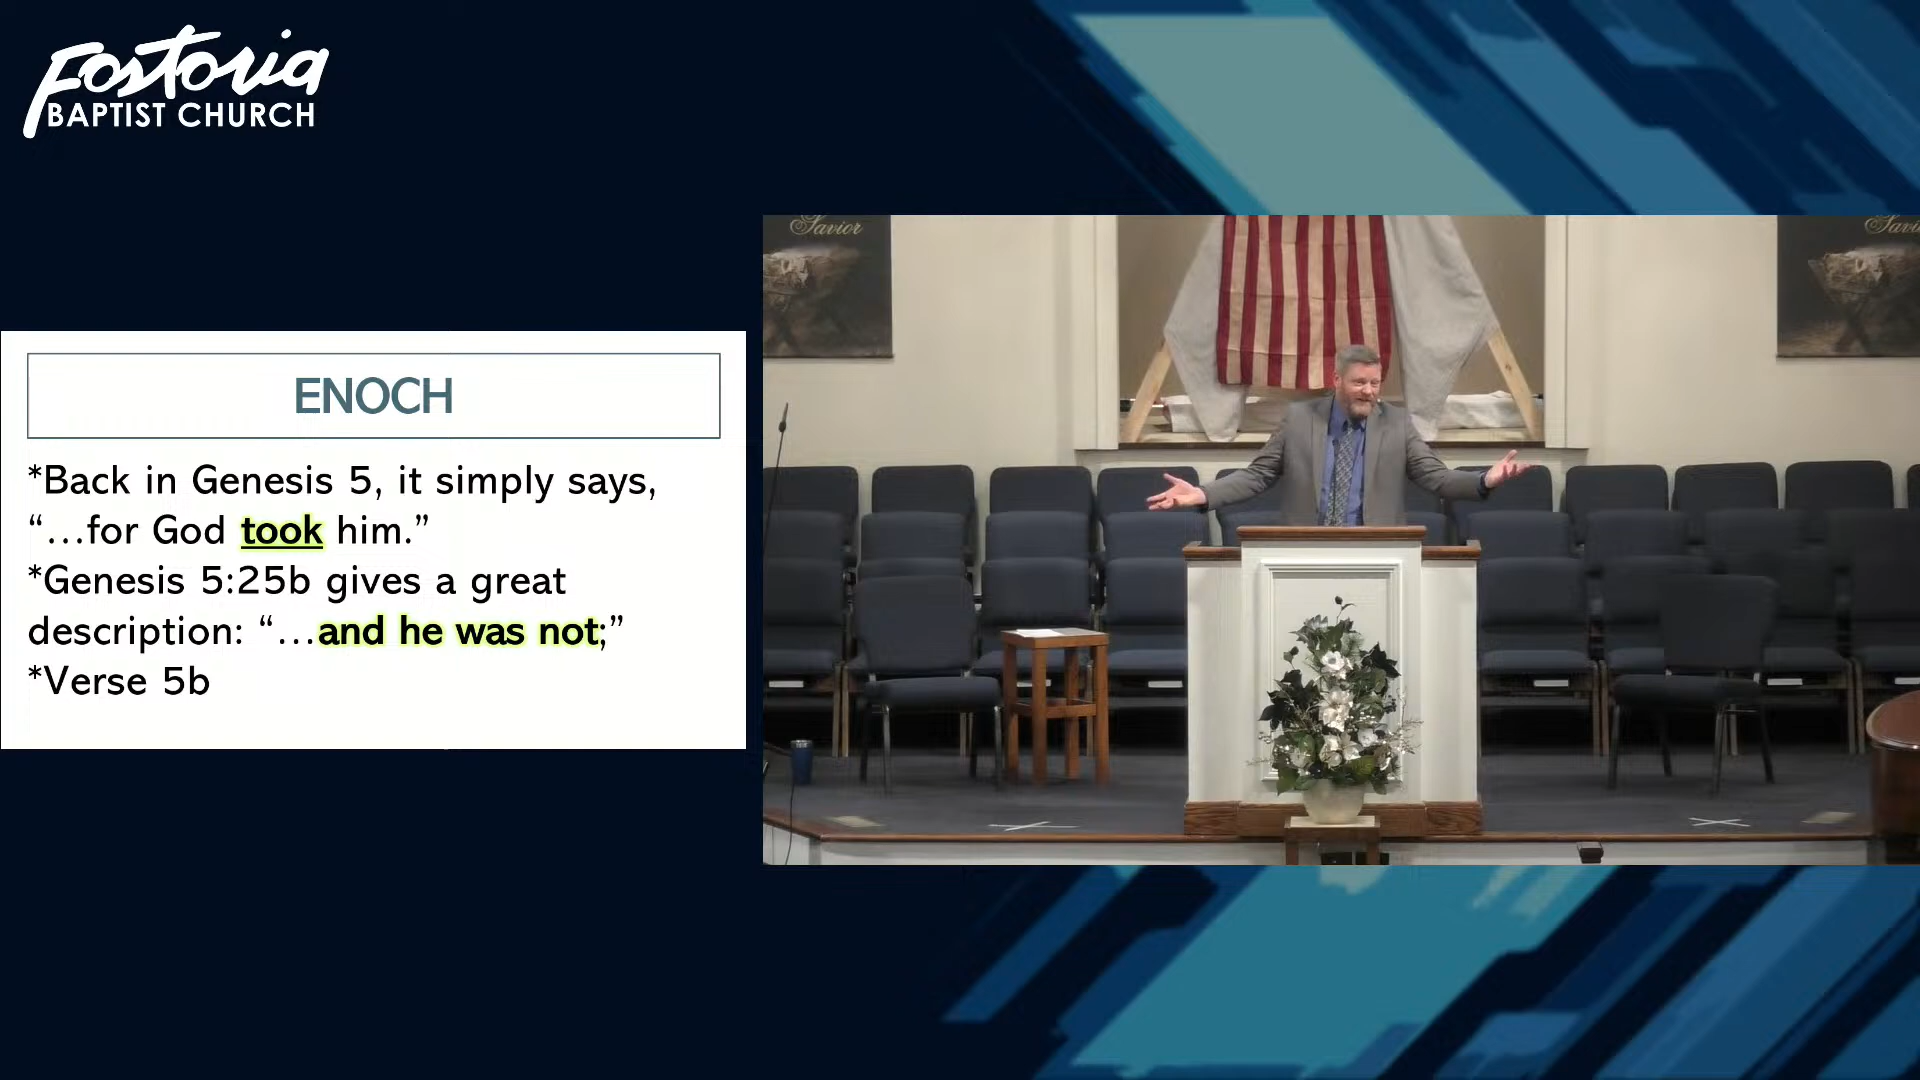 Fostoria
BAPTIST CHURCH
Savior
ENOCH
*Back in Genesis 5, it simply says,
“…for God took him.”
*Genesis 5:25b gives a great
description: “…and he was not;”
*Verse 5b